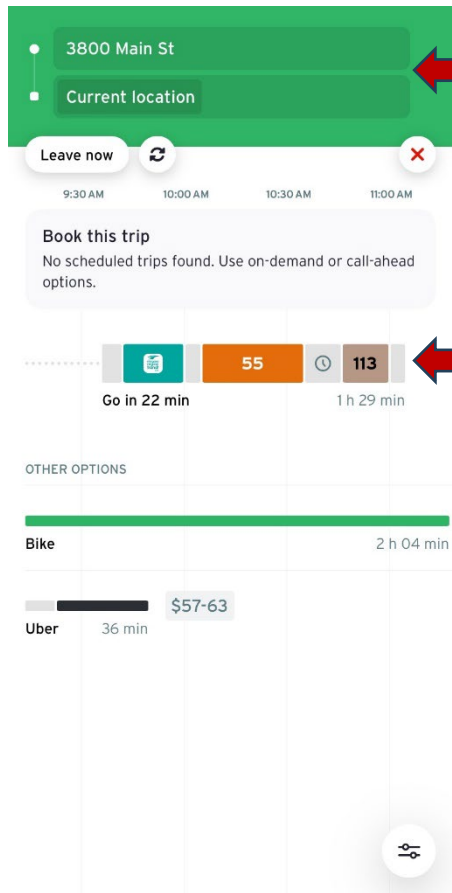 3800 Main St
Current location
Leave now
9:30 AM 10:00 AM 10:30 AM 11:00 AM
Book this trip
No scheduled trips found. Use on-demand or call-ahead
options.
55 113
Go in 22 min 1 h 29 min
OTHER OPTIONS
Bike 2 h 04 min
$57-63
Uber 36 min